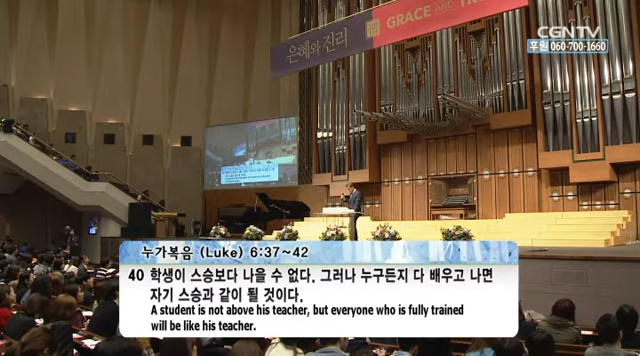 CGNTV
후원 060-700-1660
은혜와 진리
GRACE AND
누가복음 (Luke) 6:37~42
40 학생이 스승보다 나을 수 없다. 그러나 누구든지 다 배우고 나면
자기 스승과 같이 될 것이다.
A student is not above his teacher, but everyone who is fully trained
will be like his teacher.